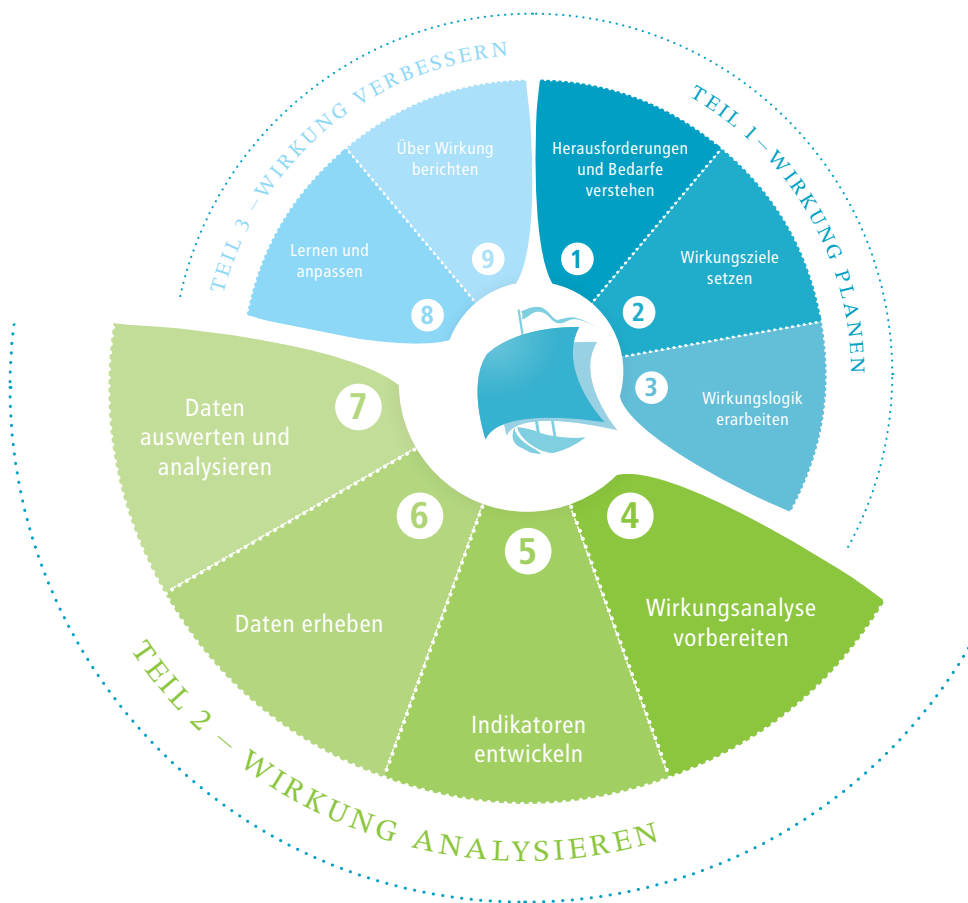 TEIL 1 – WIRKUNG PLANEN
1
Herausforderungen
und Bedarfe
verstehen
2
Wirkungsziele
setzen
3
Wirkungslogik
erarbeiten
TEIL 2 – WIRKUNG ANALYSIEREN
4
Wirkungsanalyse
vorbereiten
5
Indikatoren
entwickeln
6
Daten erheben
7
Daten
auswerten und
analysieren
TEIL 3 – WIRKUNG VERBESSERN
8
Lernen und
anpassen
9
Über Wirkung
berichten